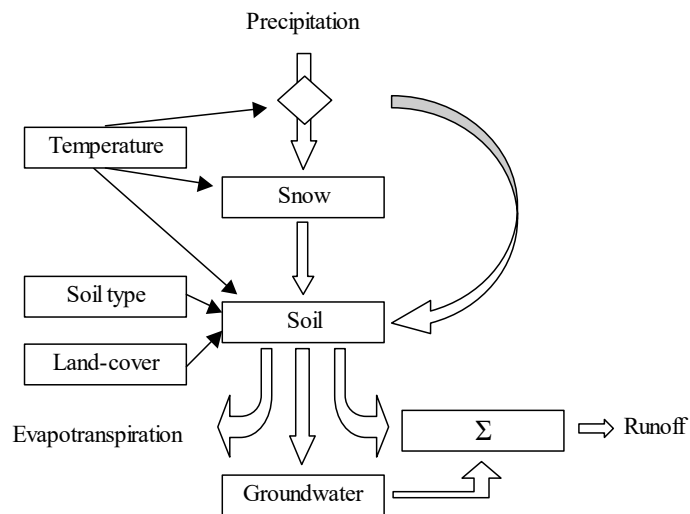 Precipitation
Temperature
Snow
Soil type
Soil
Land-cover
Evapotranspiration
Σ
Runoff
Groundwater